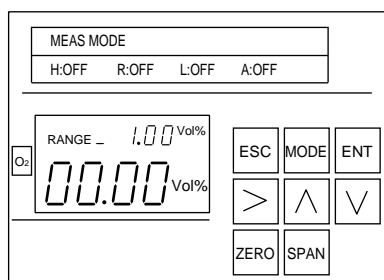 MEAS MODE
H:OFF R:OFF L:OFF A:OFF
O2
RANGE – 1.00 Vol%
00.00 Vol%
ESC MODE ENT
> ∧ ∨
ZERO SPAN